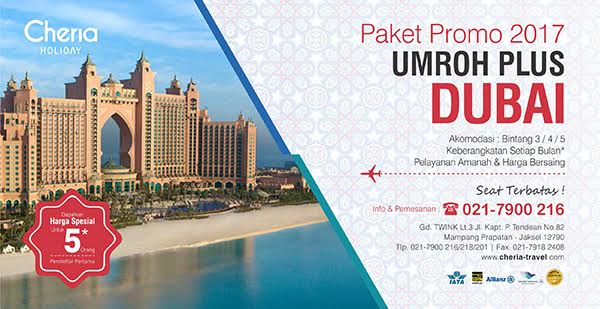 Cheria
HOLIDAY
Paket Promo 2017
UMROH PLUS
DUBAI
Akomodasi : Bintang 3 / 4 / 5
Keberangkatan Setiap Bulan*
Pelayanan Amanah & Harga Bersaing
Seat Terbatas !
Info & Pemesanan : ☎ 021-7900 216
Gd. TWINK Lt.3 Jl. Kapt. P. Tendean No.82
Mampang Prapatan - Jaksel 12790
Tlp. 021-7900 216/218/201 | Fax. 021-7918 2408
www.cheria-travel.com
Dapatkan
Harga Spesial
Untuk 5* Orang
Pendaftar Pertama
IATA
Allianz